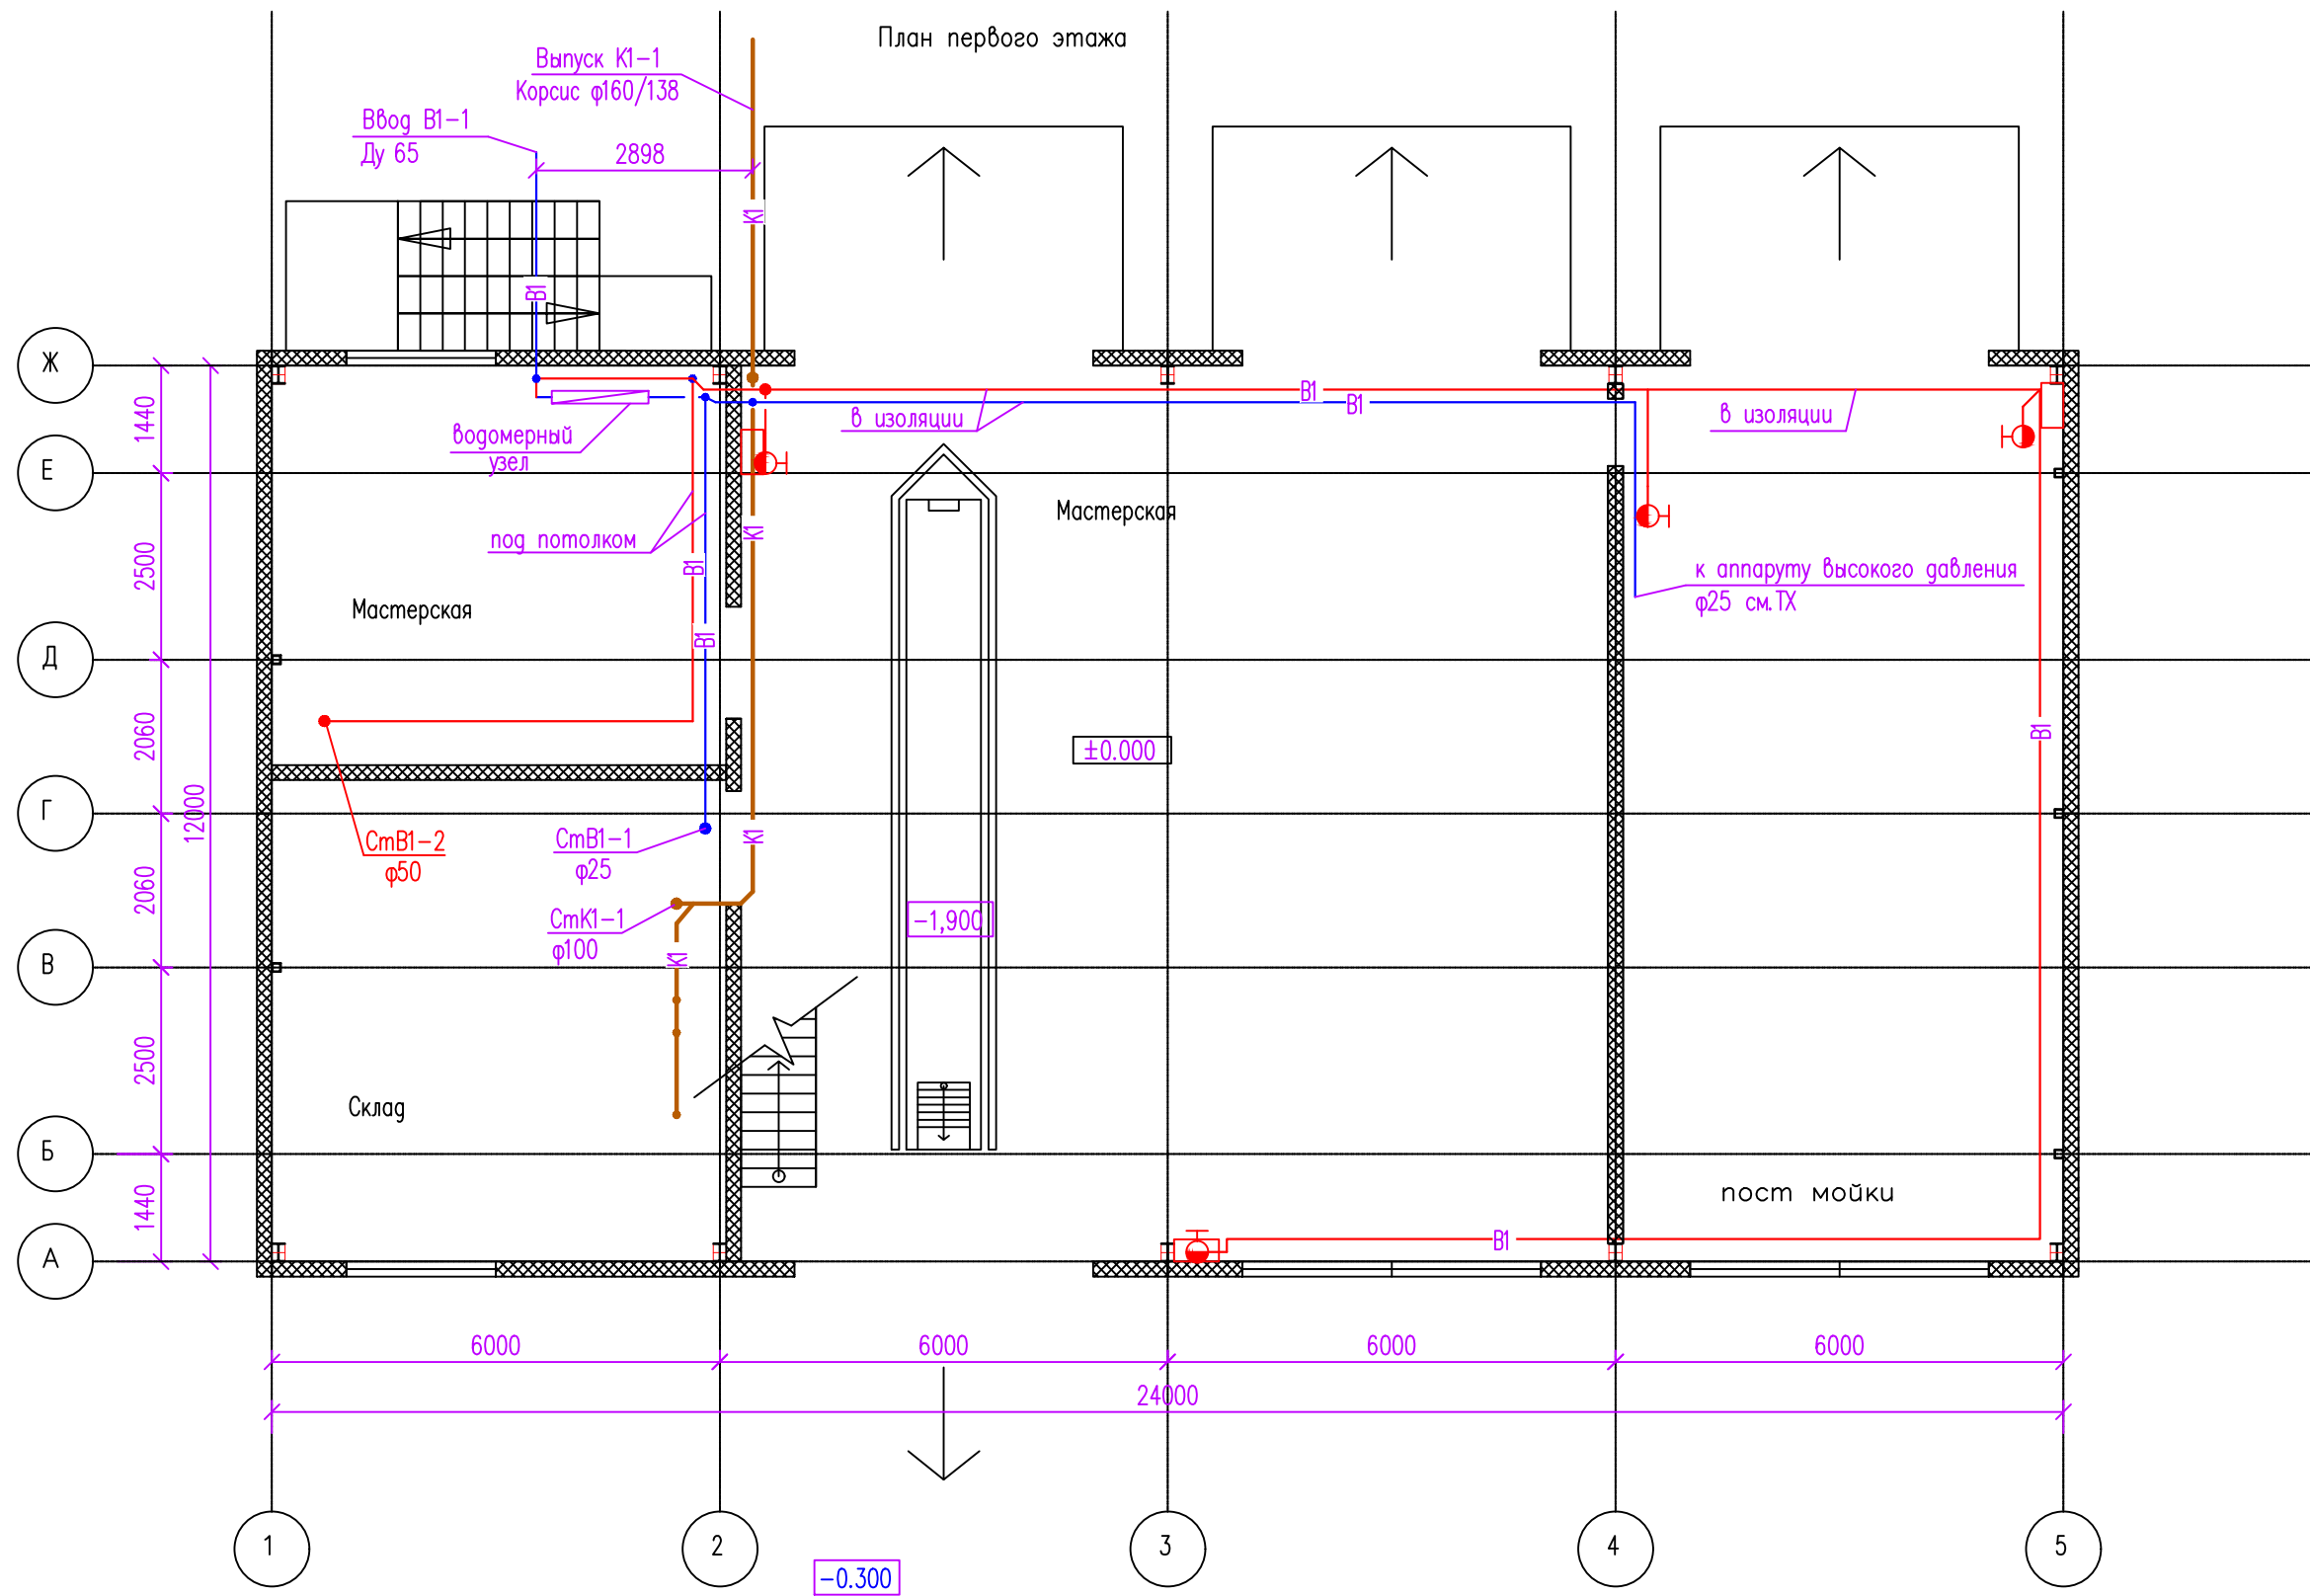 План первого этажа
Выпуск К1-1
Корсис φ160/138
Ввод В1-1
Ду 65
2898
К1
В1
Ж
В1
В1
в изоляции
в изоляции
1440
водомерный
узел
Е
Мастерская
К1
под потолком
2500
В1
к аппаруту высокого давления
φ25 см.ТХ
Мастерская
В1
Д
2060
В1
±0.000
12000
Г
СтВ1-2
φ50
СтВ1-1
φ25
К1
2060
СтК1-1
φ100
-1,900
К1
В
2500
Склад
Б
пост мойки
1440
В1
А
6000
6000
6000
6000
24000
1
2
3
4
5
-0.300